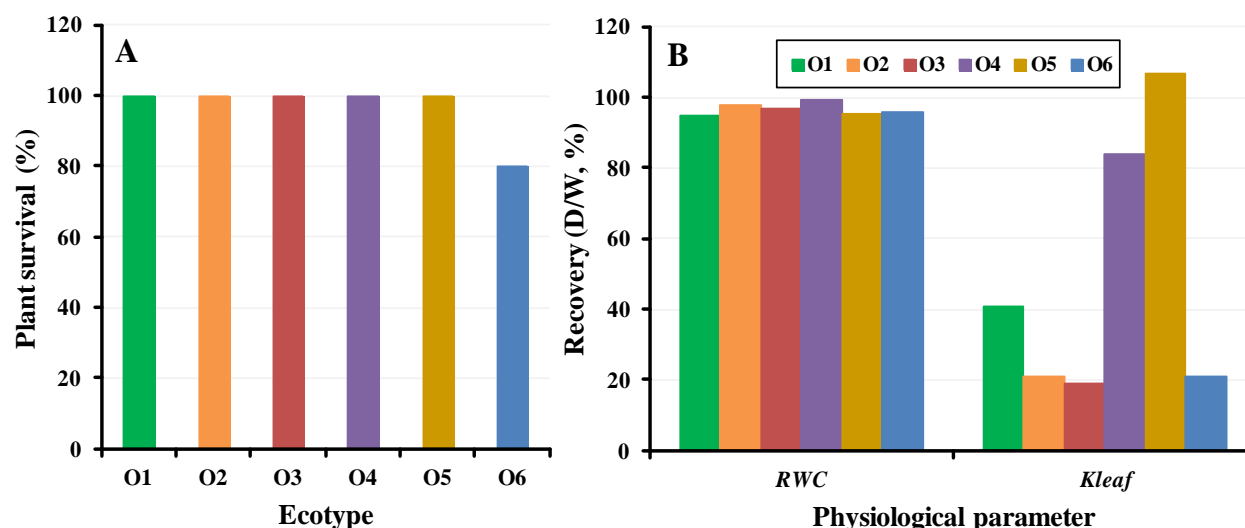 A
Plant survival (%)
120
100
80
60
40
20
0
O1 O2 O3 O4 O5 O6
Ecotype
B
O1 O2 O3 O4 O5 O6
Recovery (D/W, %)
120
100
80
60
40
20
0
RWC Kleaf
Physiological parameter